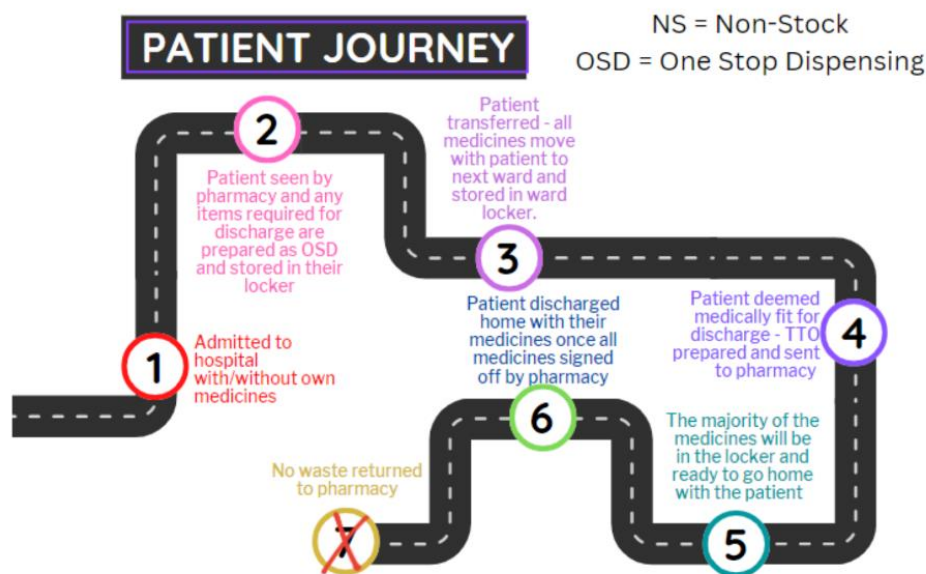 PATIENT JOURNEY
NS = Non-Stock
OSD = One Stop Dispensing
1
Admitted to
hospital
with/without own
medicines
2
Patient seen by
pharmacy and any
items required for
discharge are
prepared as OSD
and stored in their
locker
Patient
transferred - all
medicines move
with patient to
next ward and
stored in ward
locker.
3
4
Patient deemed
medically fit for
discharge - TTO
prepared and sent
to pharmacy
The majority of the
medicines will be
in the locker and
ready to go home
with the patient
5
Patient discharged
home with their
medicines once all
medicines signed
off by pharmacy
6
No waste returned
to pharmacy
7